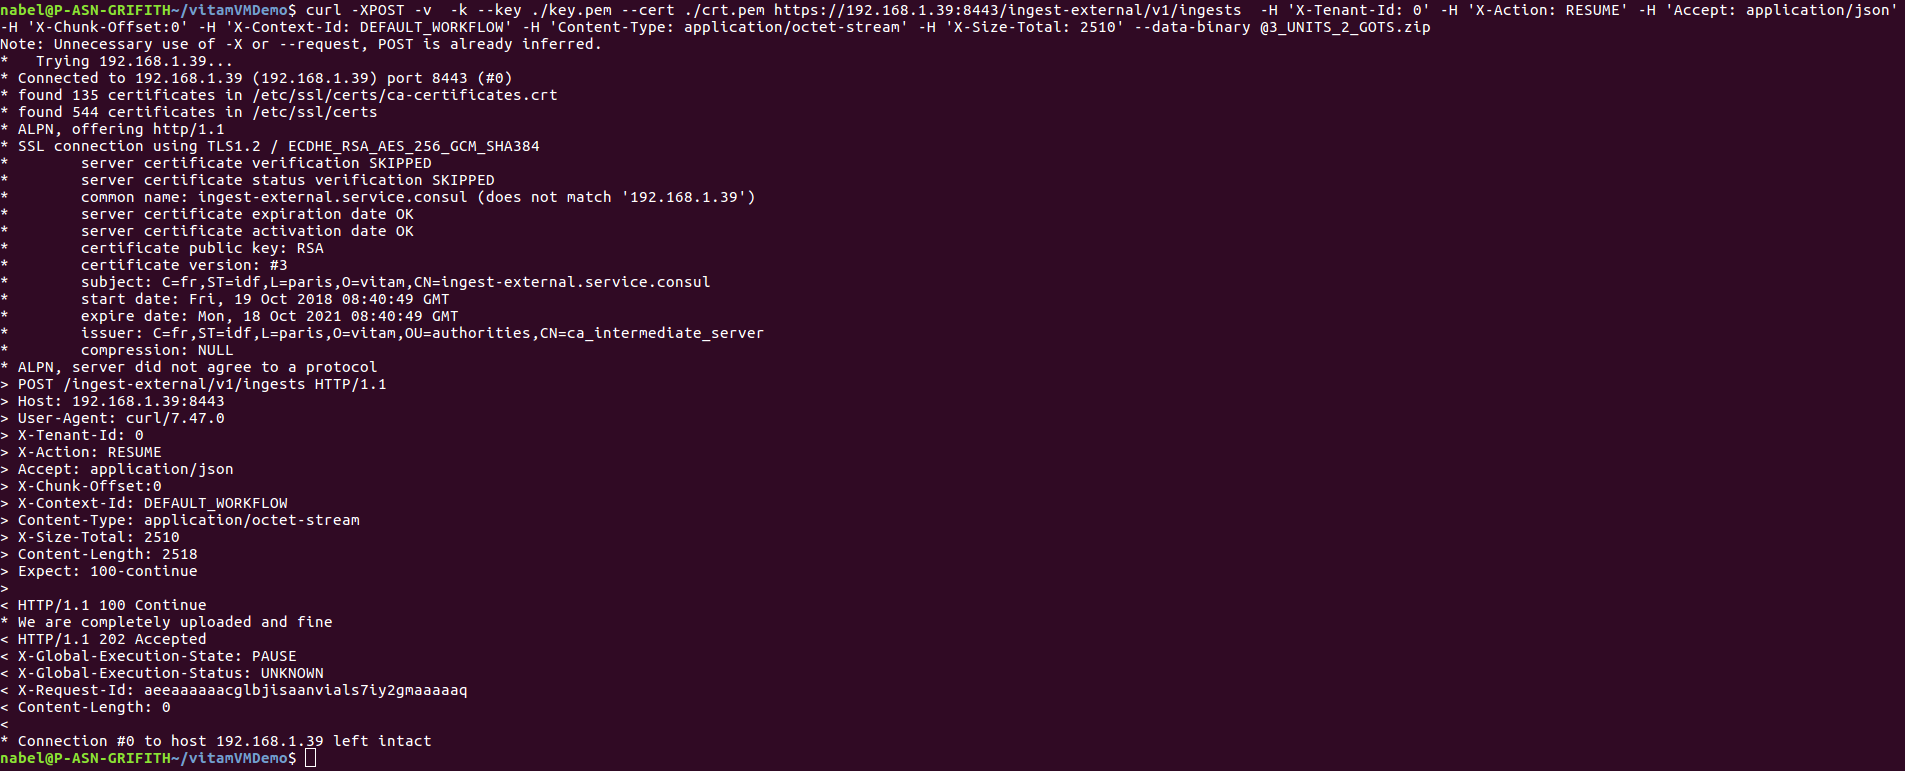 nabel@P-ASN-GRIFITH~/vitamVMDemo$ curl -XPOST -v  -k --key ./key.pem --cert ./crt.pem https://192.168.1.39:8443/ingest-external/v1/ingests  -H 'X-Tenant-Id: 0' -H 'X-Action: RESUME' -H 'Accept: application/json'
-H 'X-Chunk-Offset:0' -H 'X-Context-Id: DEFAULT_WORKFLOW' -H 'Content-Type: application/octet-stream' -H 'X-Size-Total: 2510' --data-binary @3_UNITS_2_GOTS.zip
Note: Unnecessary use of -X or --request, POST is already inferred.
*   Trying 192.168.1.39...
* Connected to 192.168.1.39 (192.168.1.39) port 8443 (#0)
* found 135 certificates in /etc/ssl/certs/ca-certificates.crt
* found 544 certificates in /etc/ssl/certs
* ALPN, offering http/1.1
* SSL connection using TLS1.2 / ECDHE_RSA_AES_256_GCM_SHA384
*        server certificate verification SKIPPED
*        server certificate status verification SKIPPED
*        common name: ingest-external.service.consul (does not match '192.168.1.39')
*        server certificate expiration date OK
*        server certificate activation date OK
*        certificate public key: RSA
*        certificate version: #3
*        subject: C=fr,ST=idf,L=paris,O=vitam,CN=ingest-external.service.consul
*        start date: Fri, 19 Oct 2018 08:40:49 GMT
*        expire date: Mon, 18 Oct 2021 08:40:49 GMT
*        issuer: C=fr,ST=idf,L=paris,O=vitam,OU=authorities,CN=ca_intermediate_server
*        compression: NULL
* ALPN, server did not agree to a protocol
> POST /ingest-external/v1/ingests HTTP/1.1
> Host: 192.168.1.39:8443
> User-Agent: curl/7.47.0
> X-Tenant-Id: 0
> X-Action: RESUME
> Accept: application/json
> X-Chunk-Offset:0
> X-Context-Id: DEFAULT_WORKFLOW
> Content-Type: application/octet-stream
> X-Size-Total: 2510
> Content-Length: 2518
> Expect: 100-continue
>
< HTTP/1.1 100 Continue
* We are completely uploaded and fine
< HTTP/1.1 202 Accepted
< X-Global-Execution-State: PAUSE
< X-Global-Execution-Status: UNKNOWN
< X-Request-Id: aeeaaaaaacglbjisaanvials7iy2gmaaaaaq
< Content-Length: 0
<
* Connection #0 to host 192.168.1.39 left intact
nabel@P-ASN-GRIFITH~/vitamVMDemo$